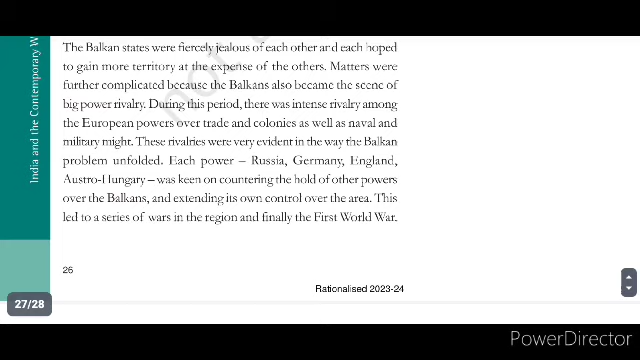 India and the Contemporary W
The Balkan states were fiercely jealous of each other and each hoped
to gain more territory at the expense of the others. Matters were
further complicated because the Balkans also became the scene of
big power rivalry. During this period, there was intense rivalry among
the European powers over trade and colonies as well as naval and
military might. These rivalries were very evident in the way the Balkan
problem unfolded. Each power – Russia, Germany, England,
Austro-Hungary – was keen on countering the hold of other powers
over the Balkans, and extending its own control over the area. This
led to a series of wars in the region and finally the First World War.
26
Rationalised 2023-24
27/28
PowerDirector